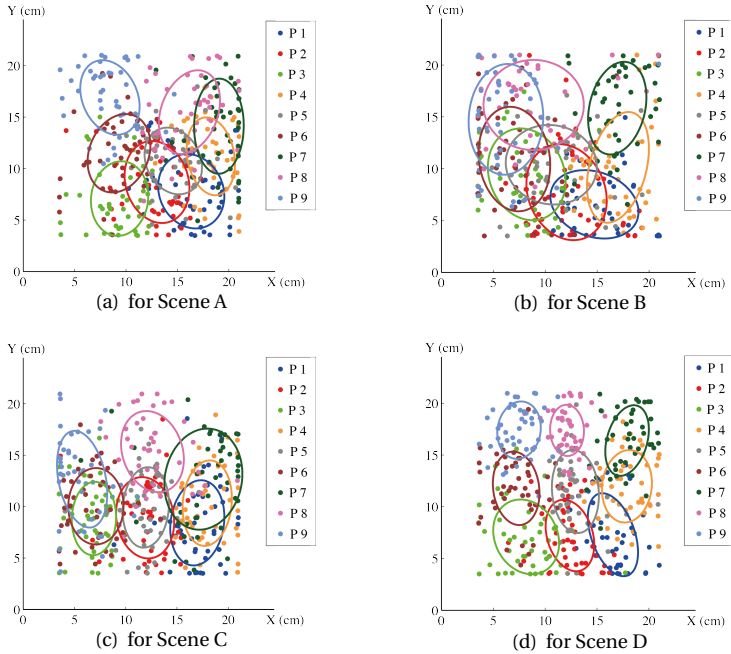 Y (cm)
20
15
10
5
0
0
5
10
15
20
X (cm)
P 1
P 2
P 3
P 4
P 5
P 6
P 7
P 8
P 9
(a) for Scene A
Y (cm)
20
15
10
5
0
0
5
10
15
20
X (cm)
P 1
P 2
P 3
P 4
P 5
P 6
P 7
P 8
P 9
(b) for Scene B
Y (cm)
20
15
10
5
0
0
5
10
15
20
X (cm)
P 1
P 2
P 3
P 4
P 5
P 6
P 7
P 8
P 9
(c) for Scene C
Y (cm)
20
15
10
5
0
0
5
10
15
20
X (cm)
P 1
P 2
P 3
P 4
P 5
P 6
P 7
P 8
P 9
(d) for Scene D